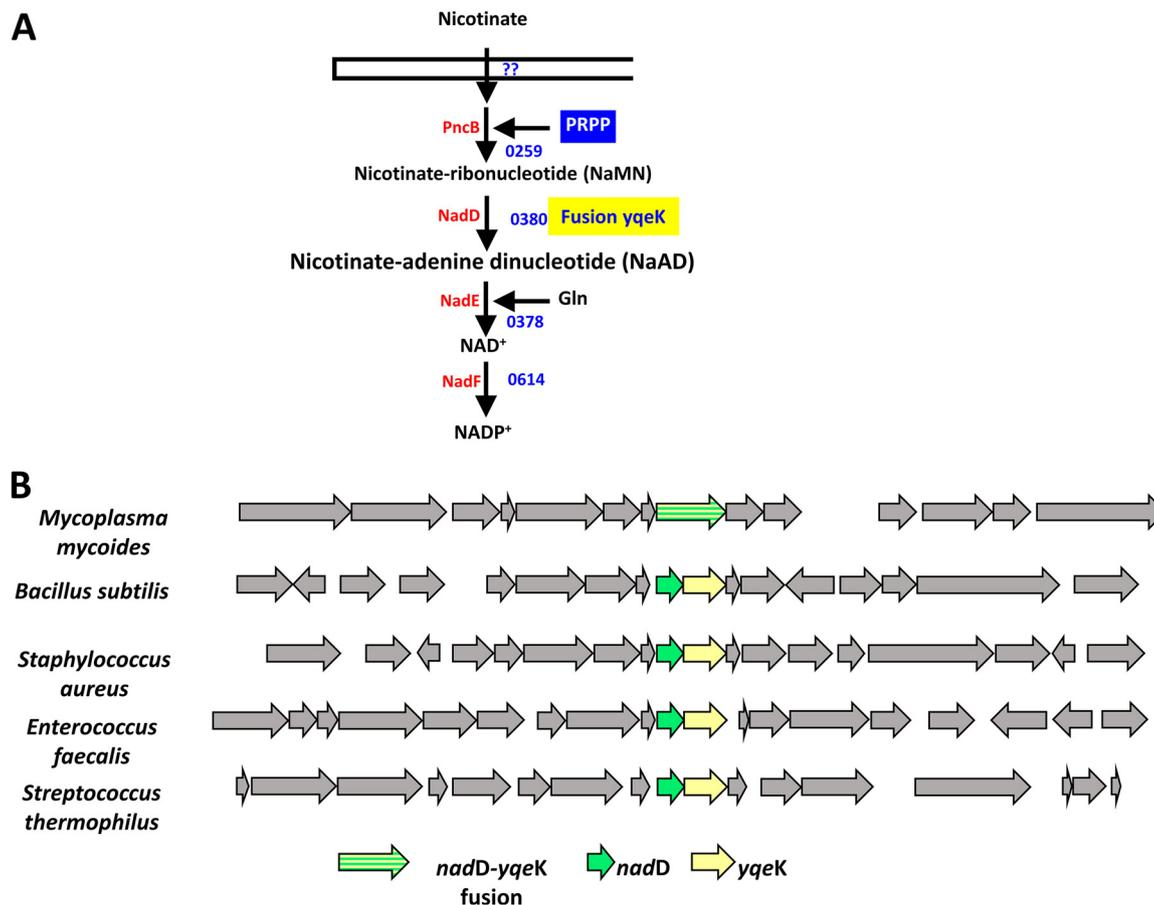 A
Nicotinate
??
PncB
PRPP
0259
Nicotinate-ribonucleotide (NaMN)
NadD
0380
Fusion yqeK
Nicotinate-adenine dinucleotide (NaAD)
NadE
Gln
0378
NAD+
NadF
0614
NADP+
B
Mycoplasma
mycoides
Bacillus subtilis
Staphylococcus
aureus
Enterococcus
faecalis
Streptococcus
thermophilus
nadD-yqeK
fusion
nadD
yqeK